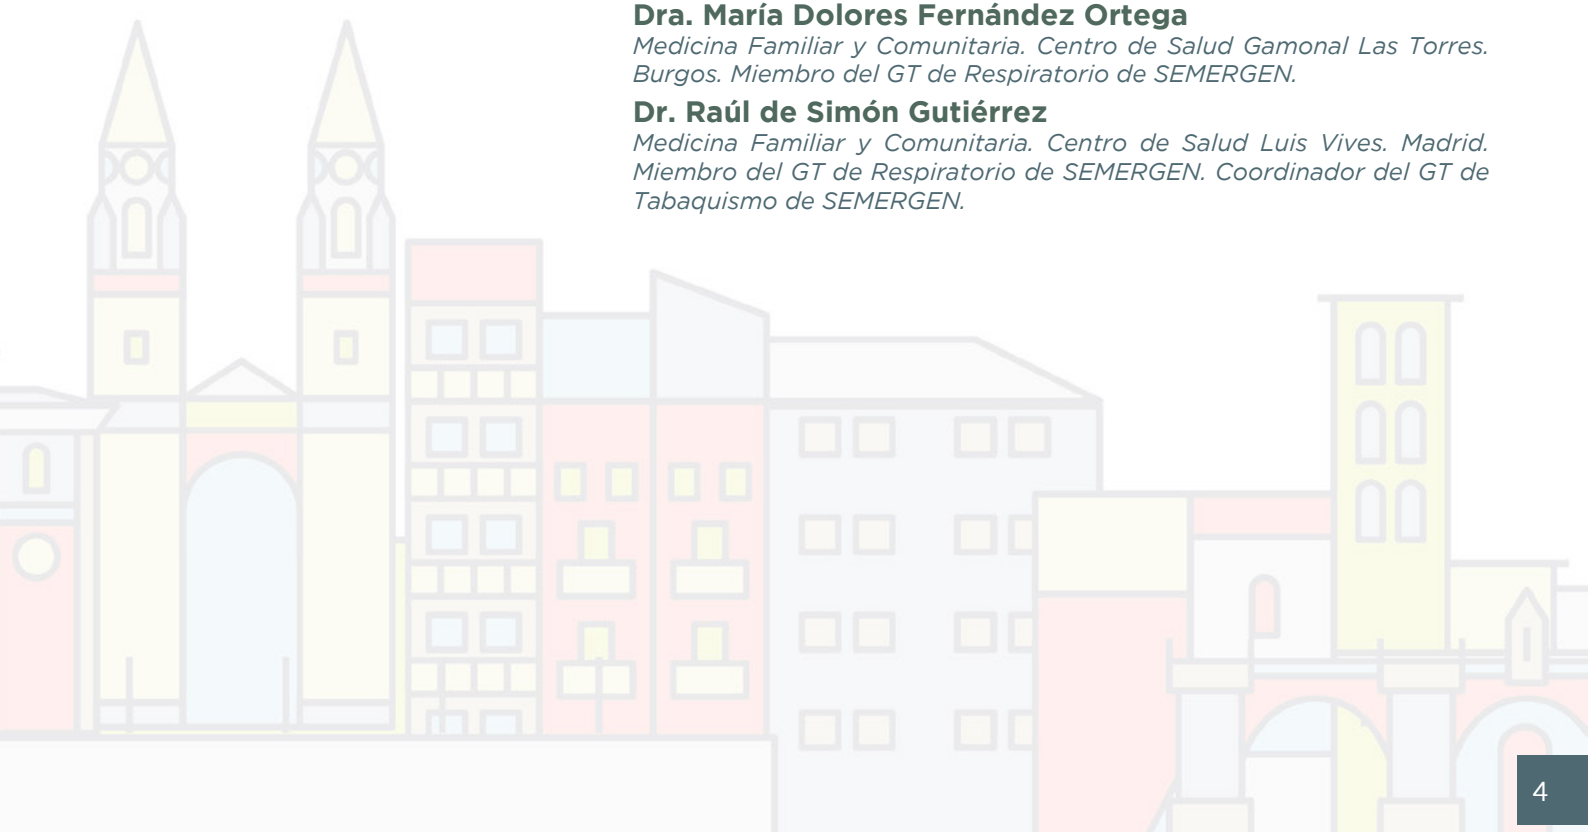 Dra. María Dolores Fernández Ortega
Medicina Familiar y Comunitaria. Centro de Salud Gamonal Las Torres.
Burgos. Miembro del GT de Respiratorio de SEMERGEN.
Dr. Raúl de Simón Gutiérrez
Medicina Familiar y Comunitaria. Centro de Salud Luis Vives. Madrid.
Miembro del GT de Respiratorio de SEMERGEN. Coordinador del GT de
Tabaquismo de SEMERGEN.
4